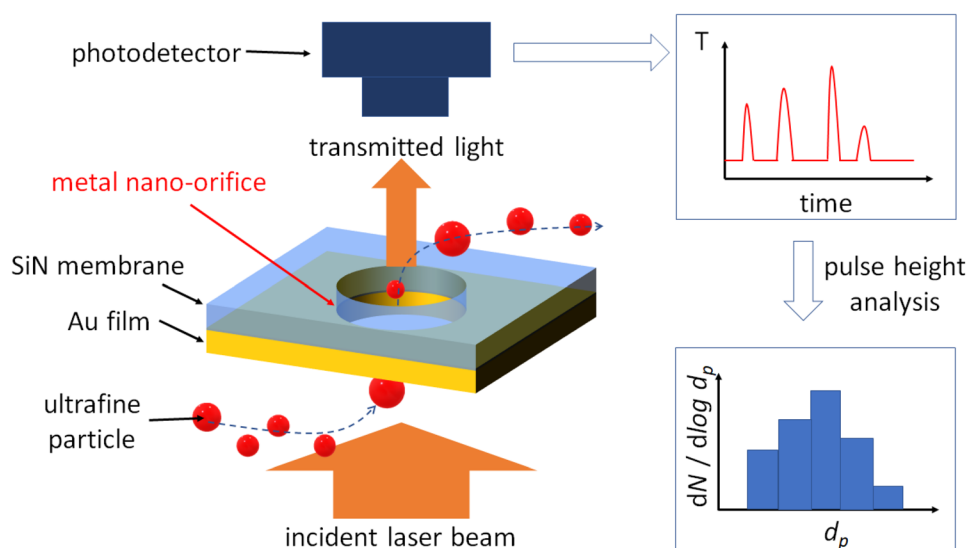 photodetector
T
time
transmitted light
metal nano-orifice
SiN membrane
Au film
pulse height
analysis
ultrafine
particle
incident laser beam
dN / dlog dp
dp